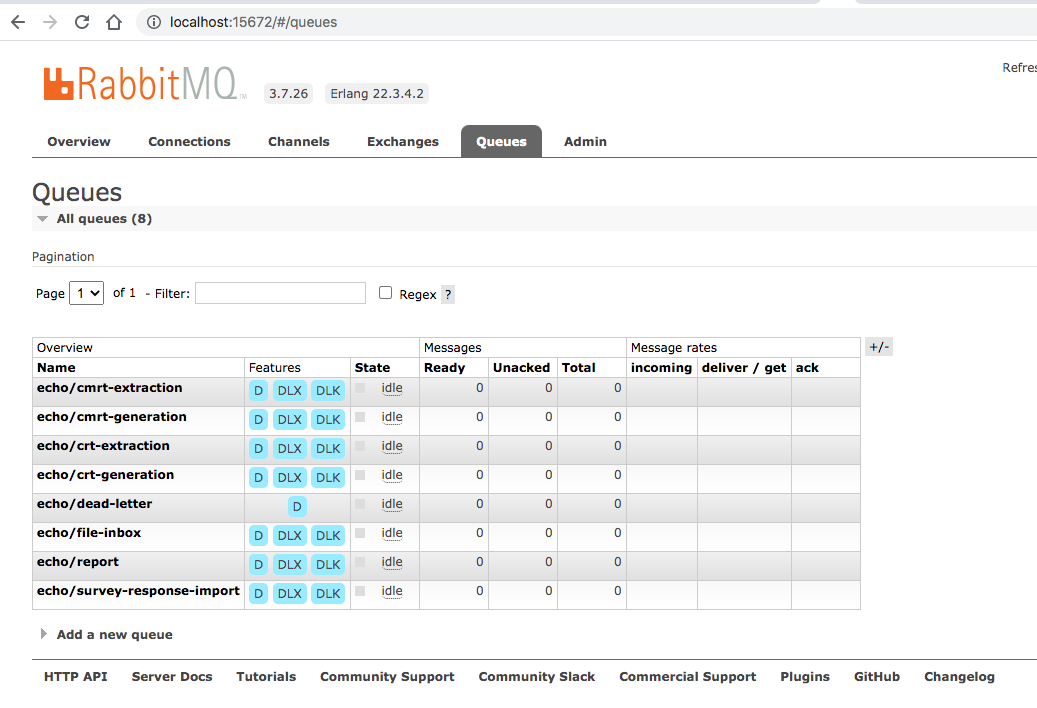 localhost:15672/#/queues
Refres
RabbitMQ TM 3.7.26 Erlang 22.3.4.2
Overview Connections Channels Exchanges Queues Admin
Queues
All queues (8)
Pagination
Page 1 of 1 - Filter: Regex ?
Overview Messages Message rates +/-
Name Features State Ready Unacked Total incoming deliver / get ack
echo/cmrt-extraction D DLX DLK idle 0 0 0
echo/cmrt-generation D DLX DLK idle 0 0 0
echo/crt-extraction D DLX DLK idle 0 0 0
echo/crt-generation D DLX DLK idle 0 0 0
echo/dead-letter D idle 0 0 0
echo/file-inbox D DLX DLK idle 0 0 0
echo/report D DLX DLK idle 0 0 0
echo/survey-response-import D DLX DLK idle 0 0 0
Add a new queue
HTTP API Server Docs Tutorials Community Support Community Slack Commercial Support Plugins GitHub Changelog